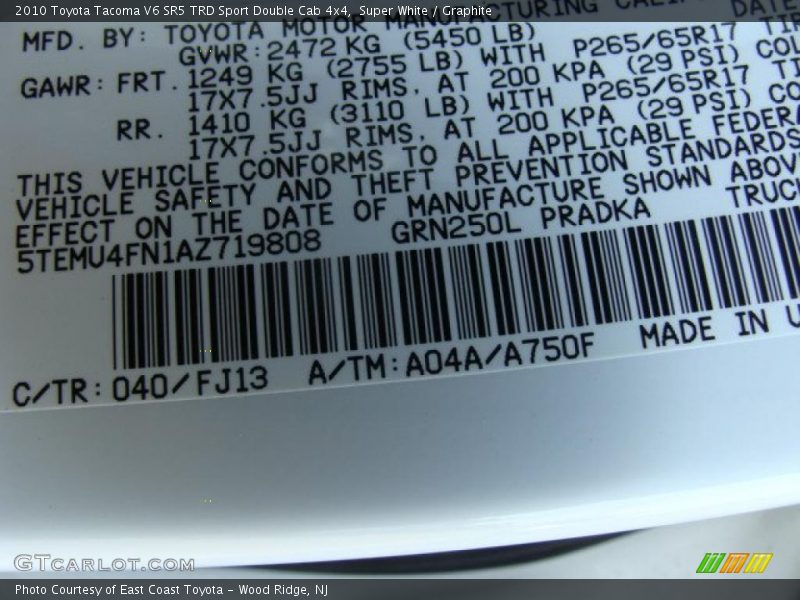 2010 Toyota Tacoma V6 SR5 TRD Sport Double Cab 4x4, Super White / Graphite
MFD. BY: TOYOTA MOTOR MANUFACTURING DATE
GVWR: 2472 KG (5450 LB)
GAWR: FRT. 1249 KG (2755 LB) WITH P265/65R17
17X7.5JJ RIMS, AT 200 KPA (29 PSI)
RR. 1410 KG (3110 LB) WITH P265/65R17
17X7.5JJ RIMS, AT 200 KPA (29 PSI)
THIS VEHICLE CONFORMS TO ALL APPLICABLE
VEHICLE SAFETY AND THEFT PREVENTION STANDARDS
EFFECT ON THE DATE OF MANUFACTURE SHOWN
5TEMU4FN1AZ719808 GRN250L PRADKA
C/TR: 040/FJ13 A/TM: A04A/A750F MADE IN
GTCARLOT.COM
Photo Courtesy of East Coast Toyota - Wood Ridge, NJ